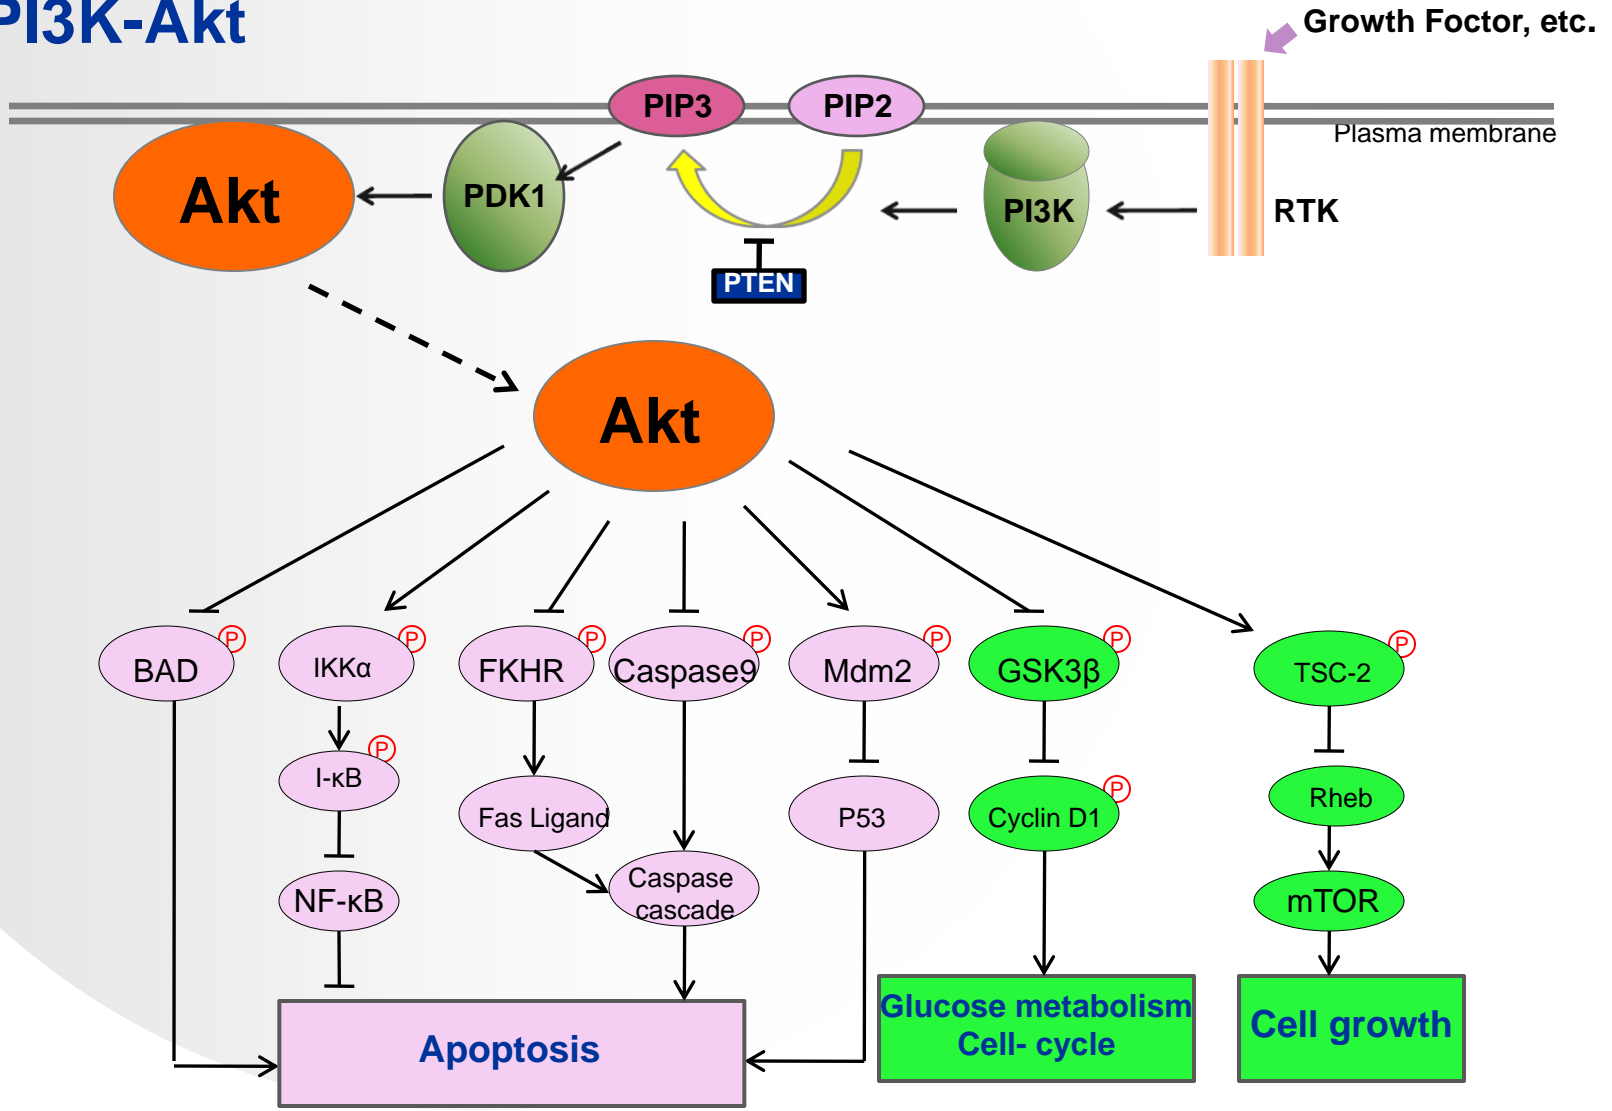 PI3K-Akt
Growth Foctor, etc.
PIP3
PIP2
Plasma membrane
Akt
PDK1
PI3K
RTK
PTEN
Akt
P
P
P
P
P
P
P
BAD
IKKα
FKHR
Caspase9
Mdm2
GSK3β
TSC-2
P
I-κB
P
Fas Ligand
P53
Cyclin D1
Rheb
NF-κB
Caspase
cascade
mTOR
Apoptosis
Glucose metabolism
Cell- cycle
Cell growth